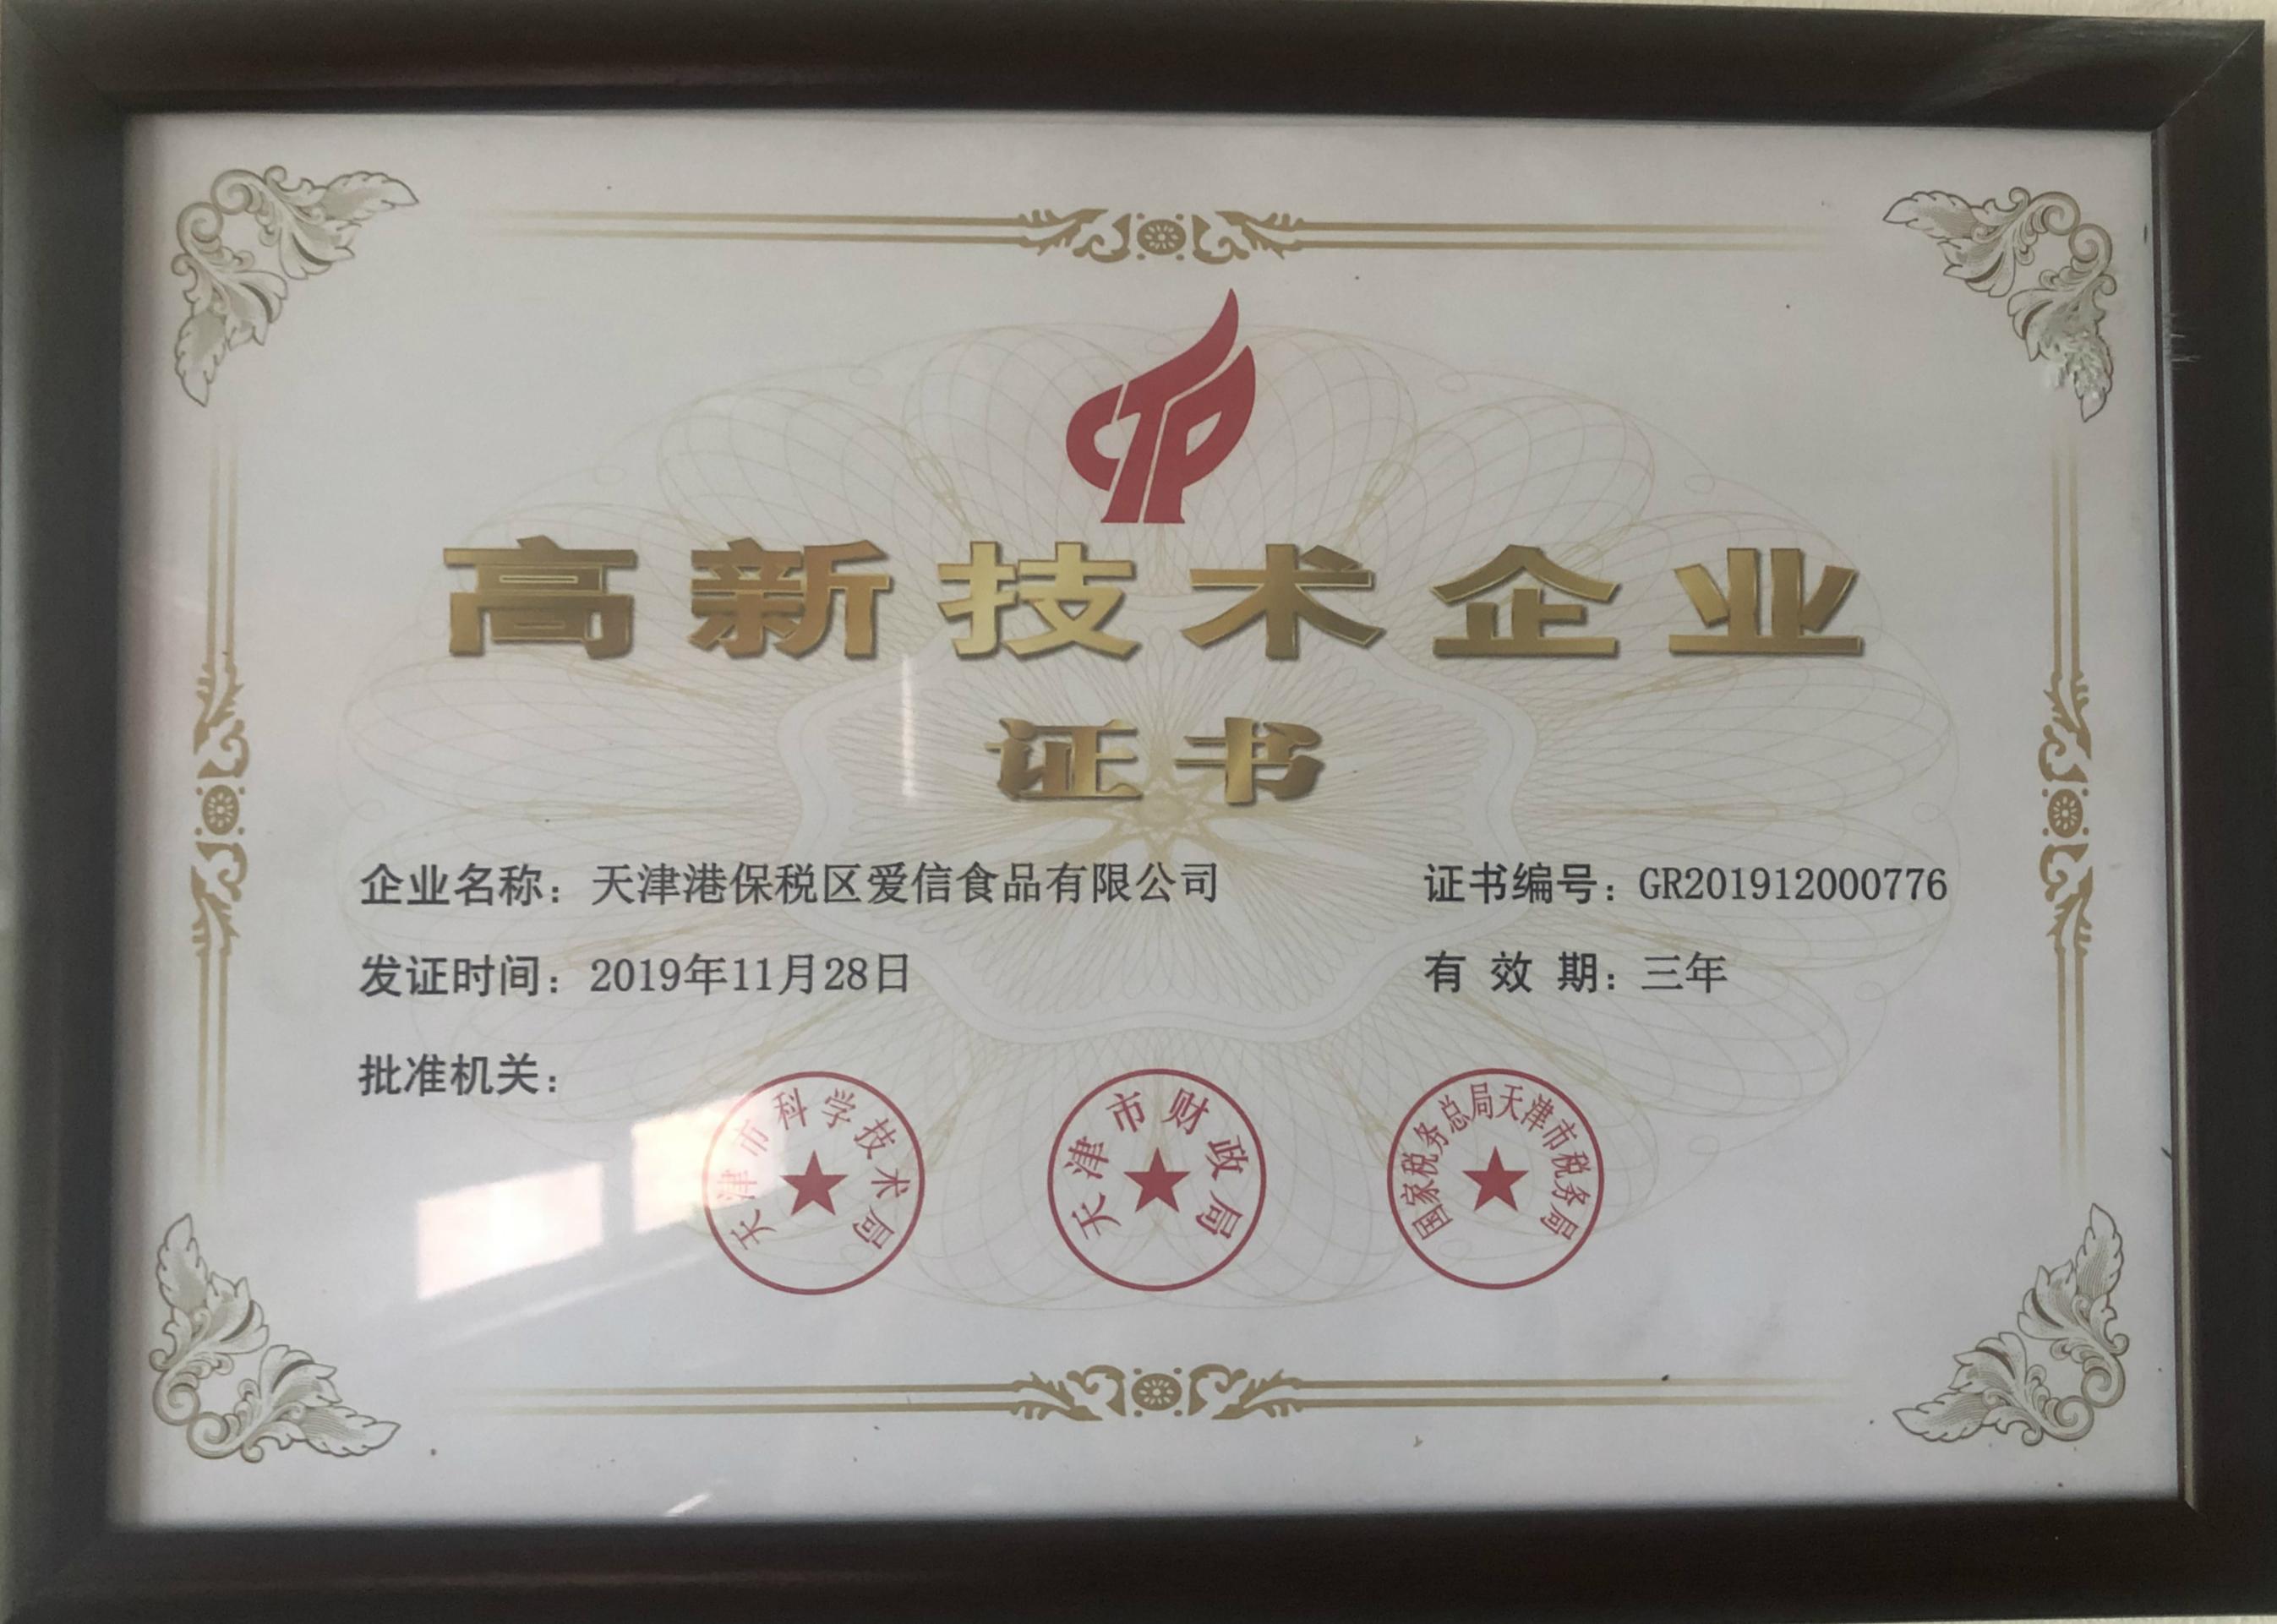 CTP
高新技术企业
证书
企业名称：天津港保税区爱信食品有限公司
证书编号：GR201912000776
发证时间：2019年11月28日
有效期：三年
批准机关：
天津市科学技术局
天津市财政局
国家税务总局天津市税务局